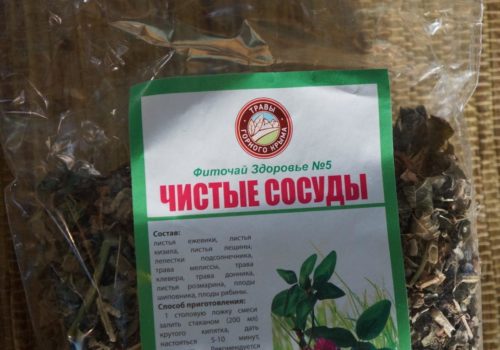 ТРАВЫ
ГОРНОГО КРЫМА
Фиточай Здоровье №5
ЧИСТЫЕ СОСУДЫ
Состав:
листья ежевики, листья
кизила, листья лещины,
лепестки подсолнечника,
трава мелиссы, трава
клевера, трава донника,
листья розмарина, плоды
шиповника, плоды рябины.
Способ приготовления:
1 столовую ложку смеси
залить стаканом (200 мл)
крутого кипятка, дать
настояться 5-10 минут.
Рекомендуется